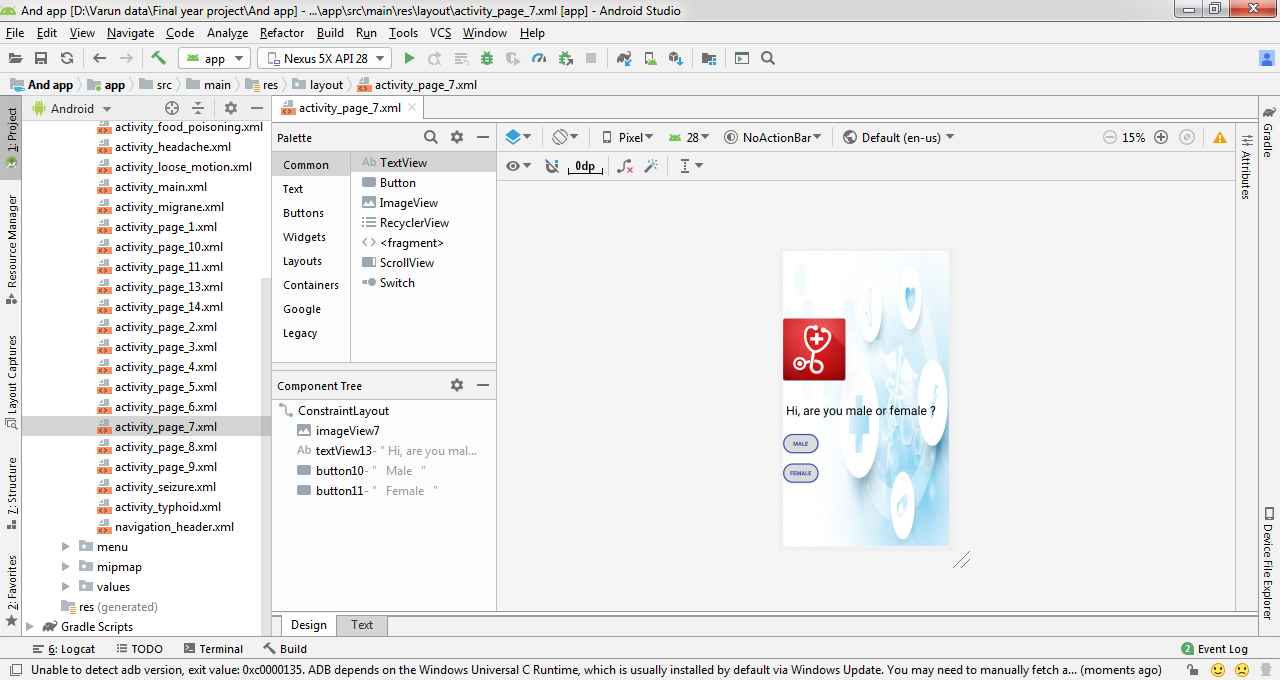 And app [D:\Varun data\Final year project\And app] - ...\app\src\main\res\layout\activity_page_7.xml [app] - Android Studio
File Edit View Navigate Code Analyze Refactor Build Run Tools VCS Window Help
app Nexus 5X API 28
And app app src main res layout activity_page_7.xml
1: Project
Resource Manager
Layout Captures
7: Structure
2: Favorites
Android
activity_food_poisoning.xml
activity_headache.xml
activity_loose_motion.xml
activity_main.xml
activity_migrane.xml
activity_page_1.xml
activity_page_10.xml
activity_page_11.xml
activity_page_13.xml
activity_page_14.xml
activity_page_2.xml
activity_page_3.xml
activity_page_4.xml
activity_page_5.xml
activity_page_6.xml
activity_page_7.xml
activity_page_8.xml
activity_page_9.xml
activity_seizure.xml
activity_typhoid.xml
navigation_header.xml
menu
mipmap
values
res (generated)
Gradle Scripts
activity_page_7.xml
Palette
Common
Text
Buttons
Widgets
Layouts
Containers
Google
Legacy
Ab TextView
Button
ImageView
RecyclerView
<fragment>
ScrollView
Switch
Component Tree
ConstraintLayout
imageView7
Ab textView13- " Hi, are you mal...
button10- " Male "
button11- " Female "
Pixel 28 NoActionBar Default (en-us) 15%
0dp
Hi, are you male or female ?
MALE
FEMALE
Attributes
Gradle
Device File Explorer
Design Text
6: Logcat TODO Terminal Build 2 Event Log
Unable to detect adb version, exit value: 0xc0000135. ADB depends on the Windows Universal C Runtime, which is usually installed by default via Windows Update. You may need to manually fetch a... (moments ago)